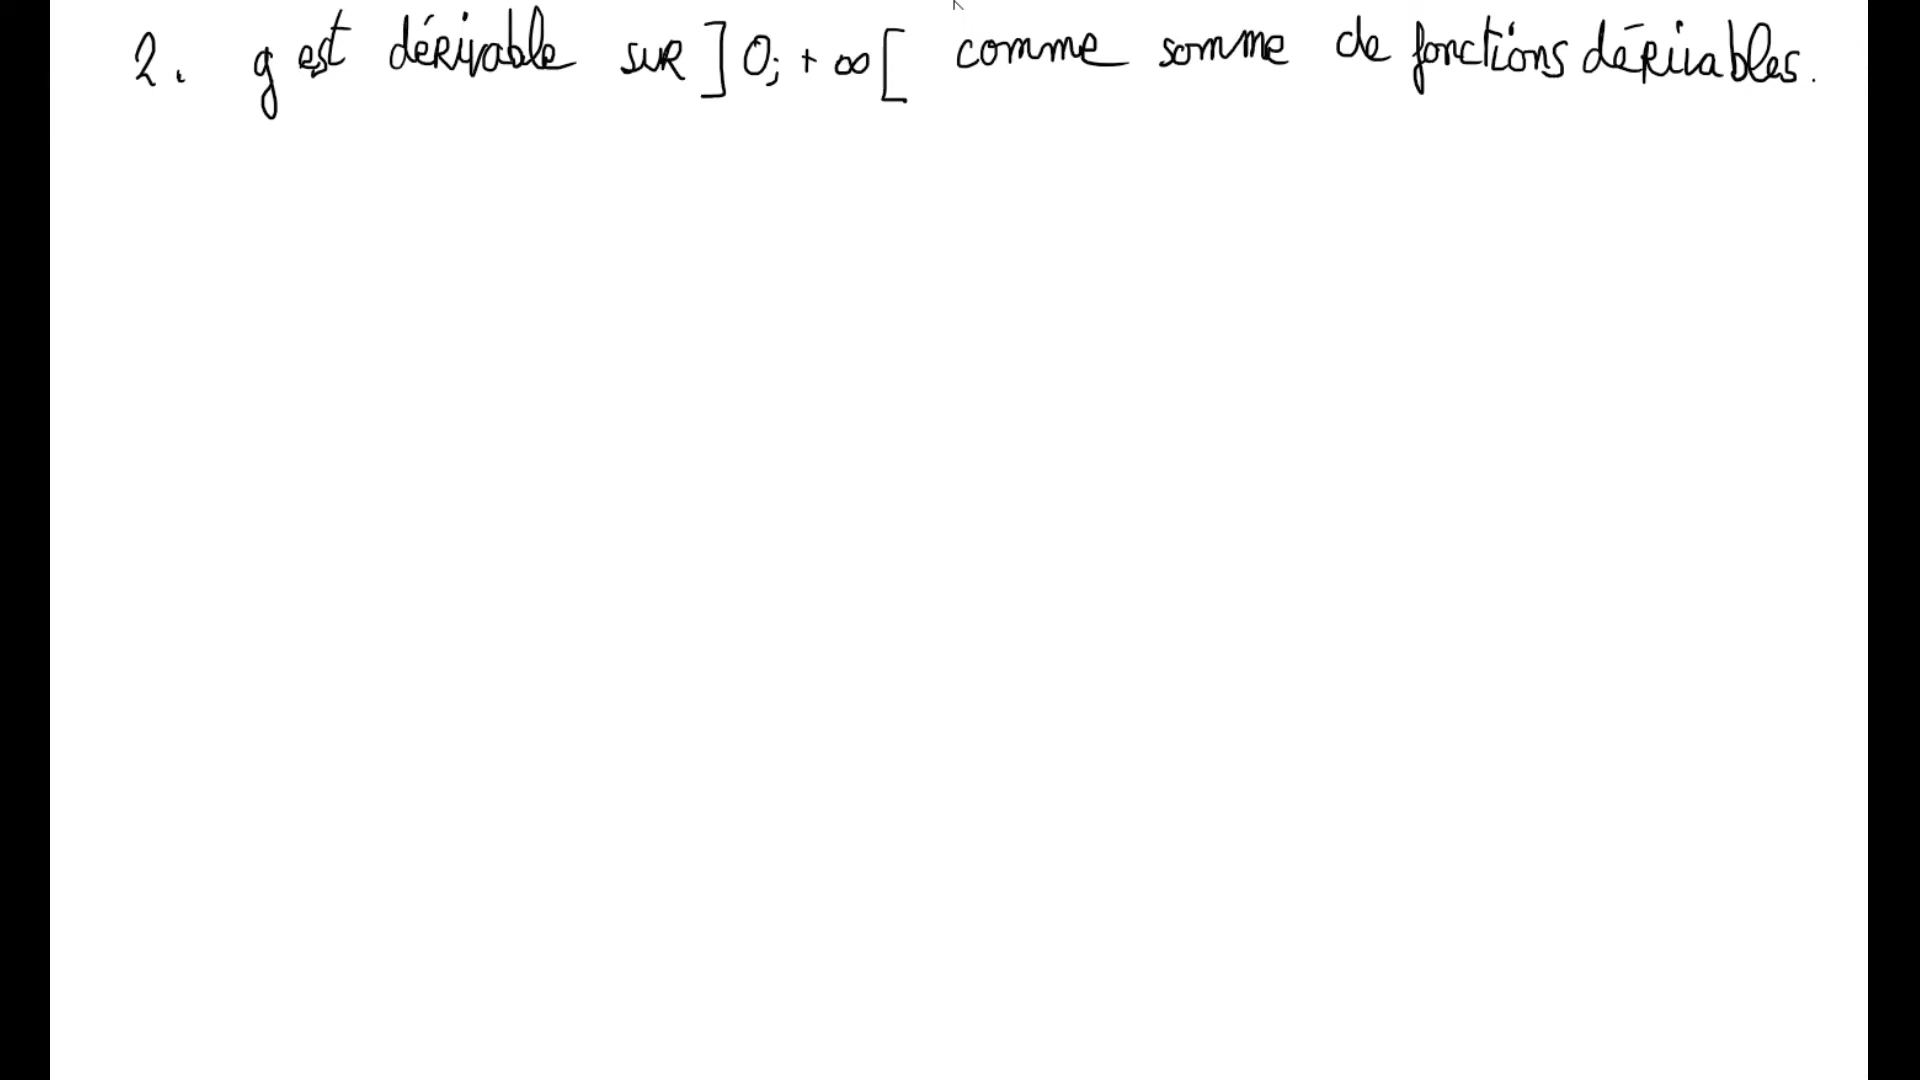 2. g est dérivable sur ]0; +∞[ comme somme de fonctions dérivables.